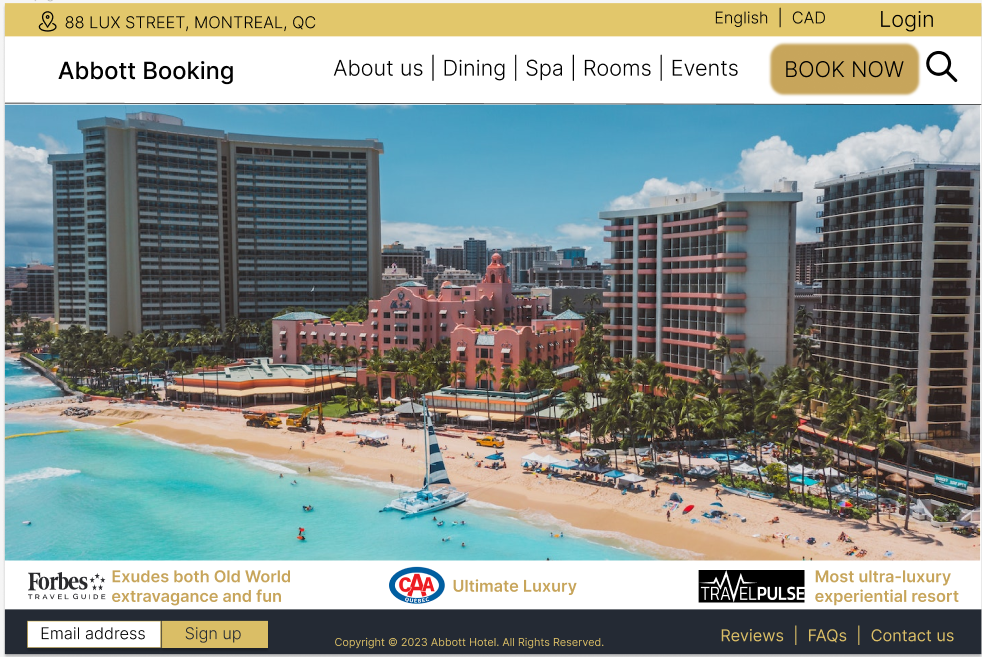 88 LUX STREET, MONTREAL, QC
English | CAD
Login
Abbott Booking
About us | Dining | Spa | Rooms | Events
BOOK NOW
Forbes
TRAVEL GUIDE
Exudes both Old World
extravagance and fun
CAA
QUEBEC
Ultimate Luxury
TRAVELPULSE
Most ultra-luxury
experiential resort
Email address
Sign up
Copyright © 2023 Abbott Hotel. All Rights Reserved.
Reviews | FAQs | Contact us